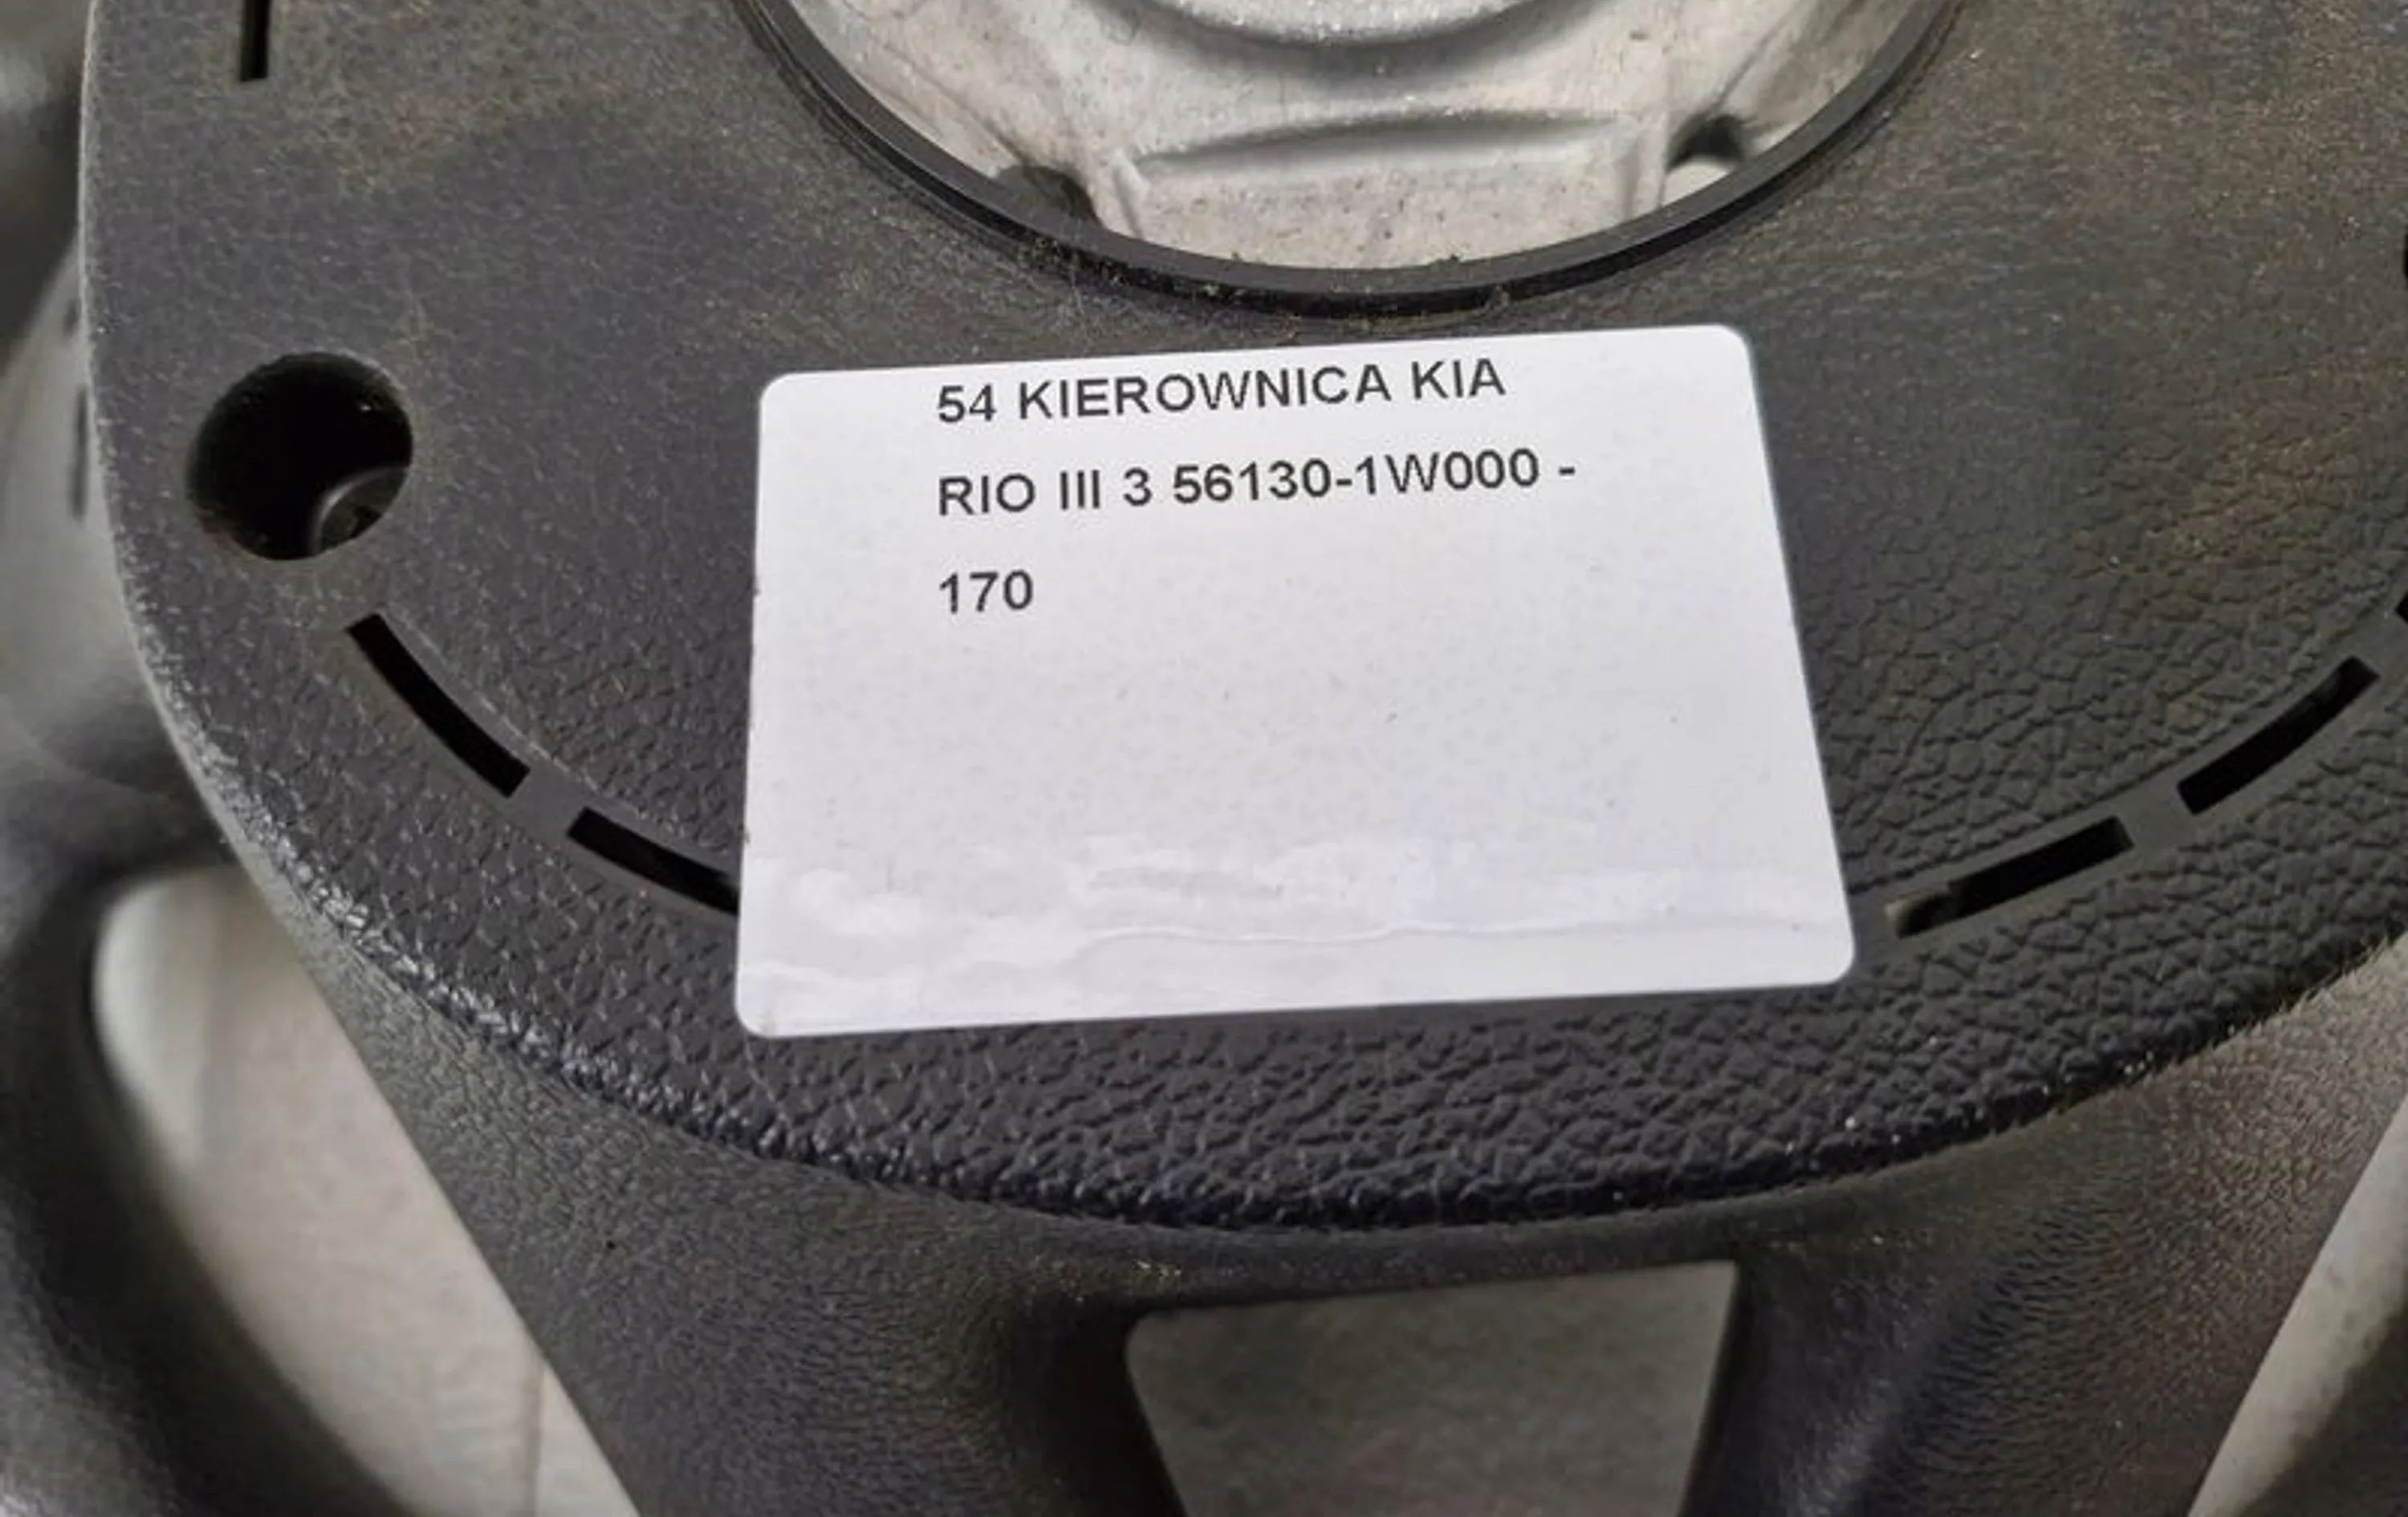 54 KIEROWNICA KIA
RIO III 3 56130-1W000 -
170